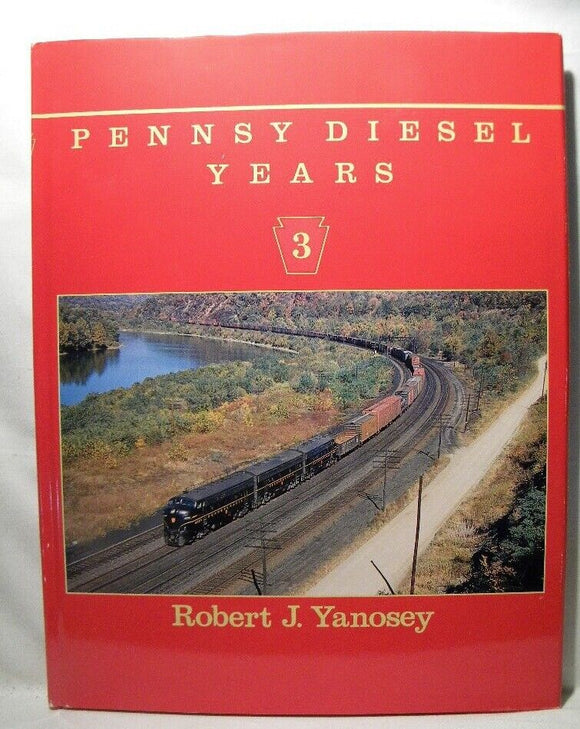 PENNSY DIESEL
YEARS
3
Robert J. Yanosey